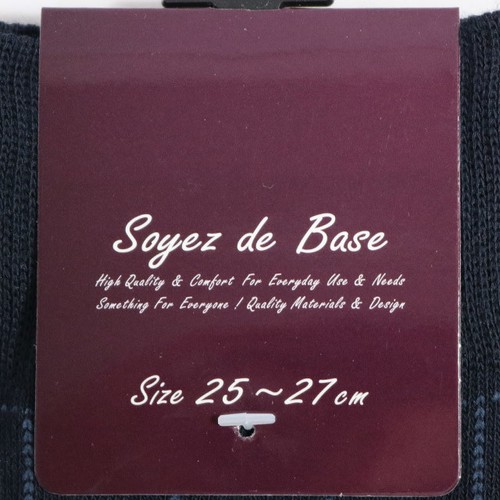 Soyez de Base
High Quality & Comfort For Everyday Use & Needs
Something For Everyone ! Quality Materials & Design
Size 25~27cm